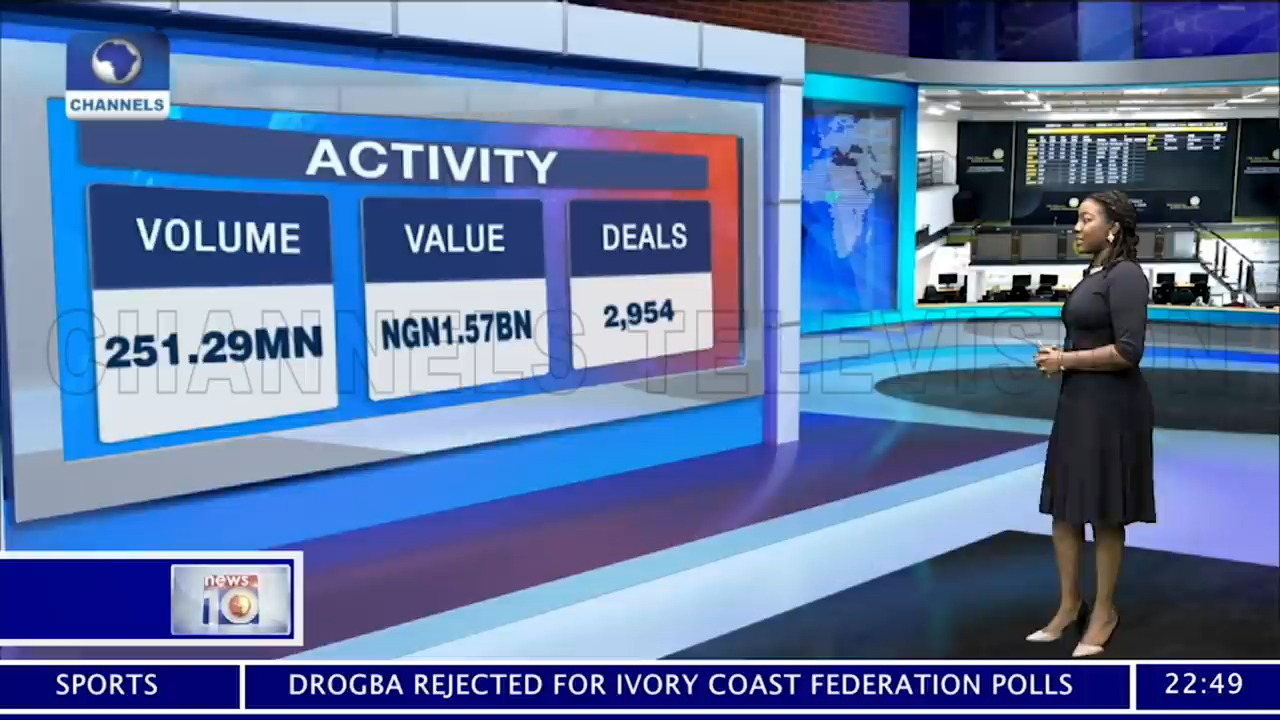 CHANNELS
ACTIVITY
VOLUME
VALUE
DEALS
251.29MN
NGN1.57BN
2,954
CHANNELS TELEVISION
news
10
SPORTS
DROGBA REJECTED FOR IVORY COAST FEDERATION POLLS
22:49